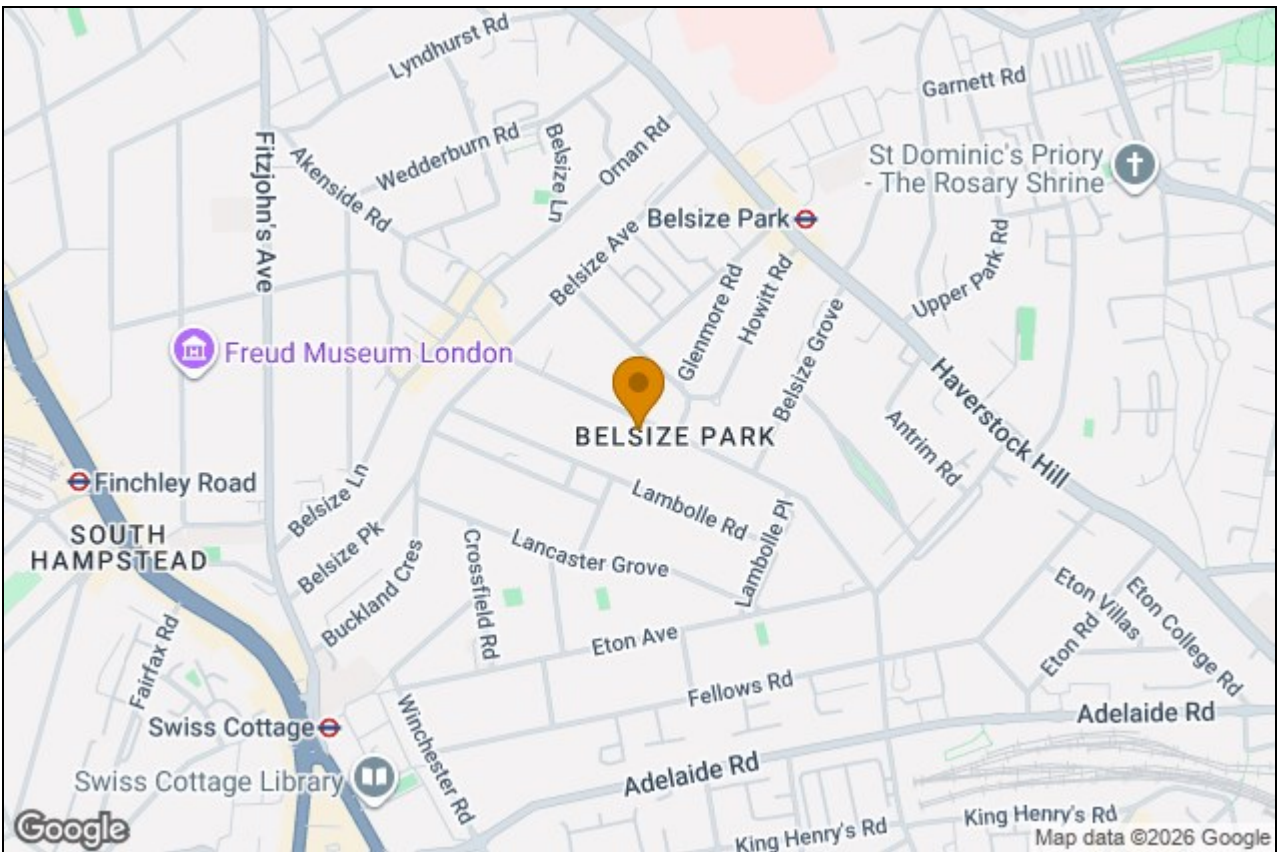 Lyndhurst Rd
Garnett Rd
Wedderburn Rd
Belsize Ln
Ornan Rd
Fitzjohn's Ave
Akenside Rd
St Dominic's Priory
- The Rosary Shrine
Belsize Park
Belsize Ave
Upper Park Rd
Glenmore Rd
Howitt Rd
Freud Museum London
Belsize Grove
Haverstock Hill
BELSIZE PARK
Antrim Rd
Finchley Road
Belsize Ln
Lambolle Rd
SOUTH
HAMPSTEAD
Belsize Pk
Buckland Cres
Crossfield Rd
Lancaster Grove
Lambolle Pl
Eton Villas
Eton College Rd
Eton Rd
Eton Ave
Fairfax Rd
Fellows Rd
Swiss Cottage
Winchester Rd
Adelaide Rd
Adelaide Rd
Swiss Cottage Library
King Henry's Rd
King Henry's Rd
Google
Map data ©2026 Google